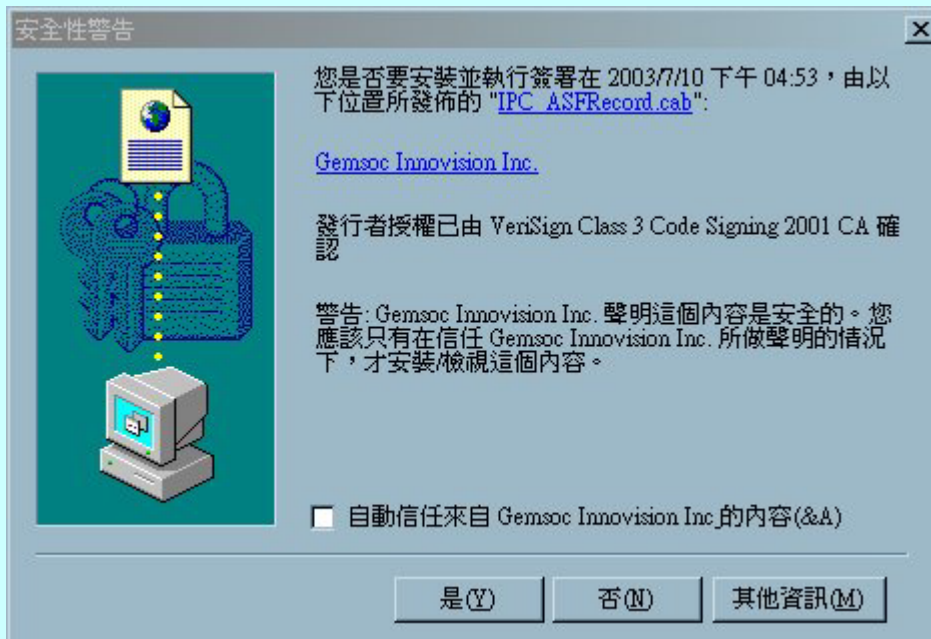 安全性警告
您是否要安裝並執行簽署在 2003/7/10 下午 04:53，由以
下位置所發佈的 "IPC_ASFRecord.cab":
Gemsoc Innovision Inc.
發行者授權已由 VeriSign Class 3 Code Signing 2001 CA 確
認
警告: Gemsoc Innovision Inc. 聲明這個內容是安全的。您
應該只有在信任 Gemsoc Innovision Inc. 所做聲明的情況
下，才安裝/檢視這個內容。
自動信任來自 Gemsoc Innovision Inc 的內容(&A)
是(Y)
否(N)
其他資訊(M)